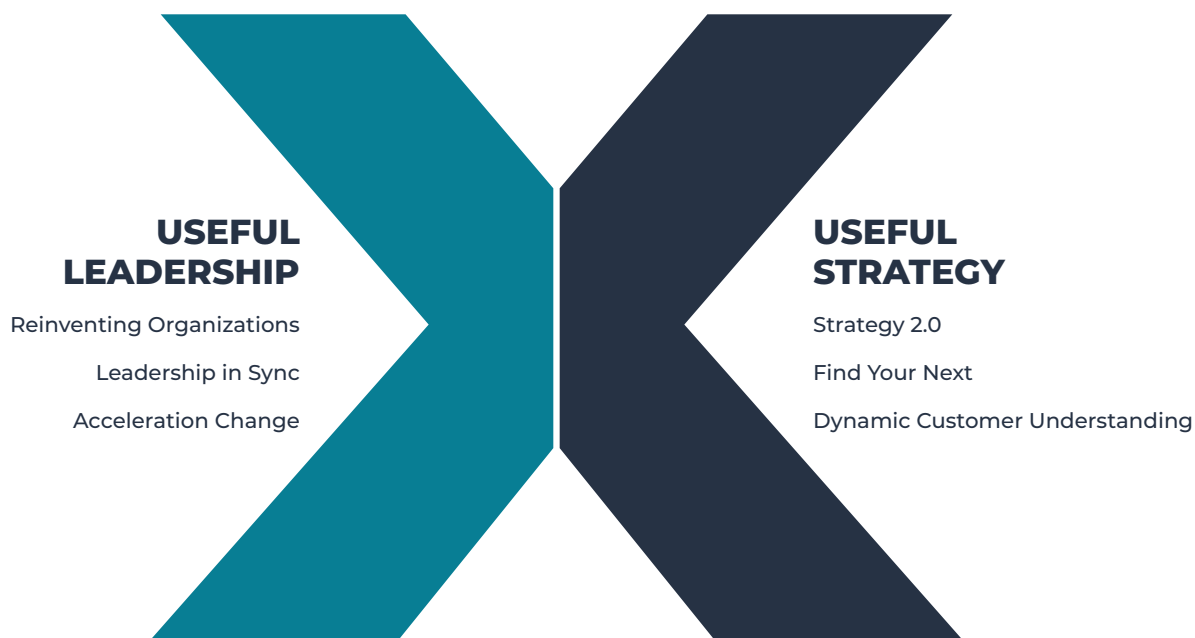 USEFUL
LEADERSHIP
Reinventing Organizations
Leadership in Sync
Acceleration Change
USEFUL
STRATEGY
Strategy 2.0
Find Your Next
Dynamic Customer Understanding